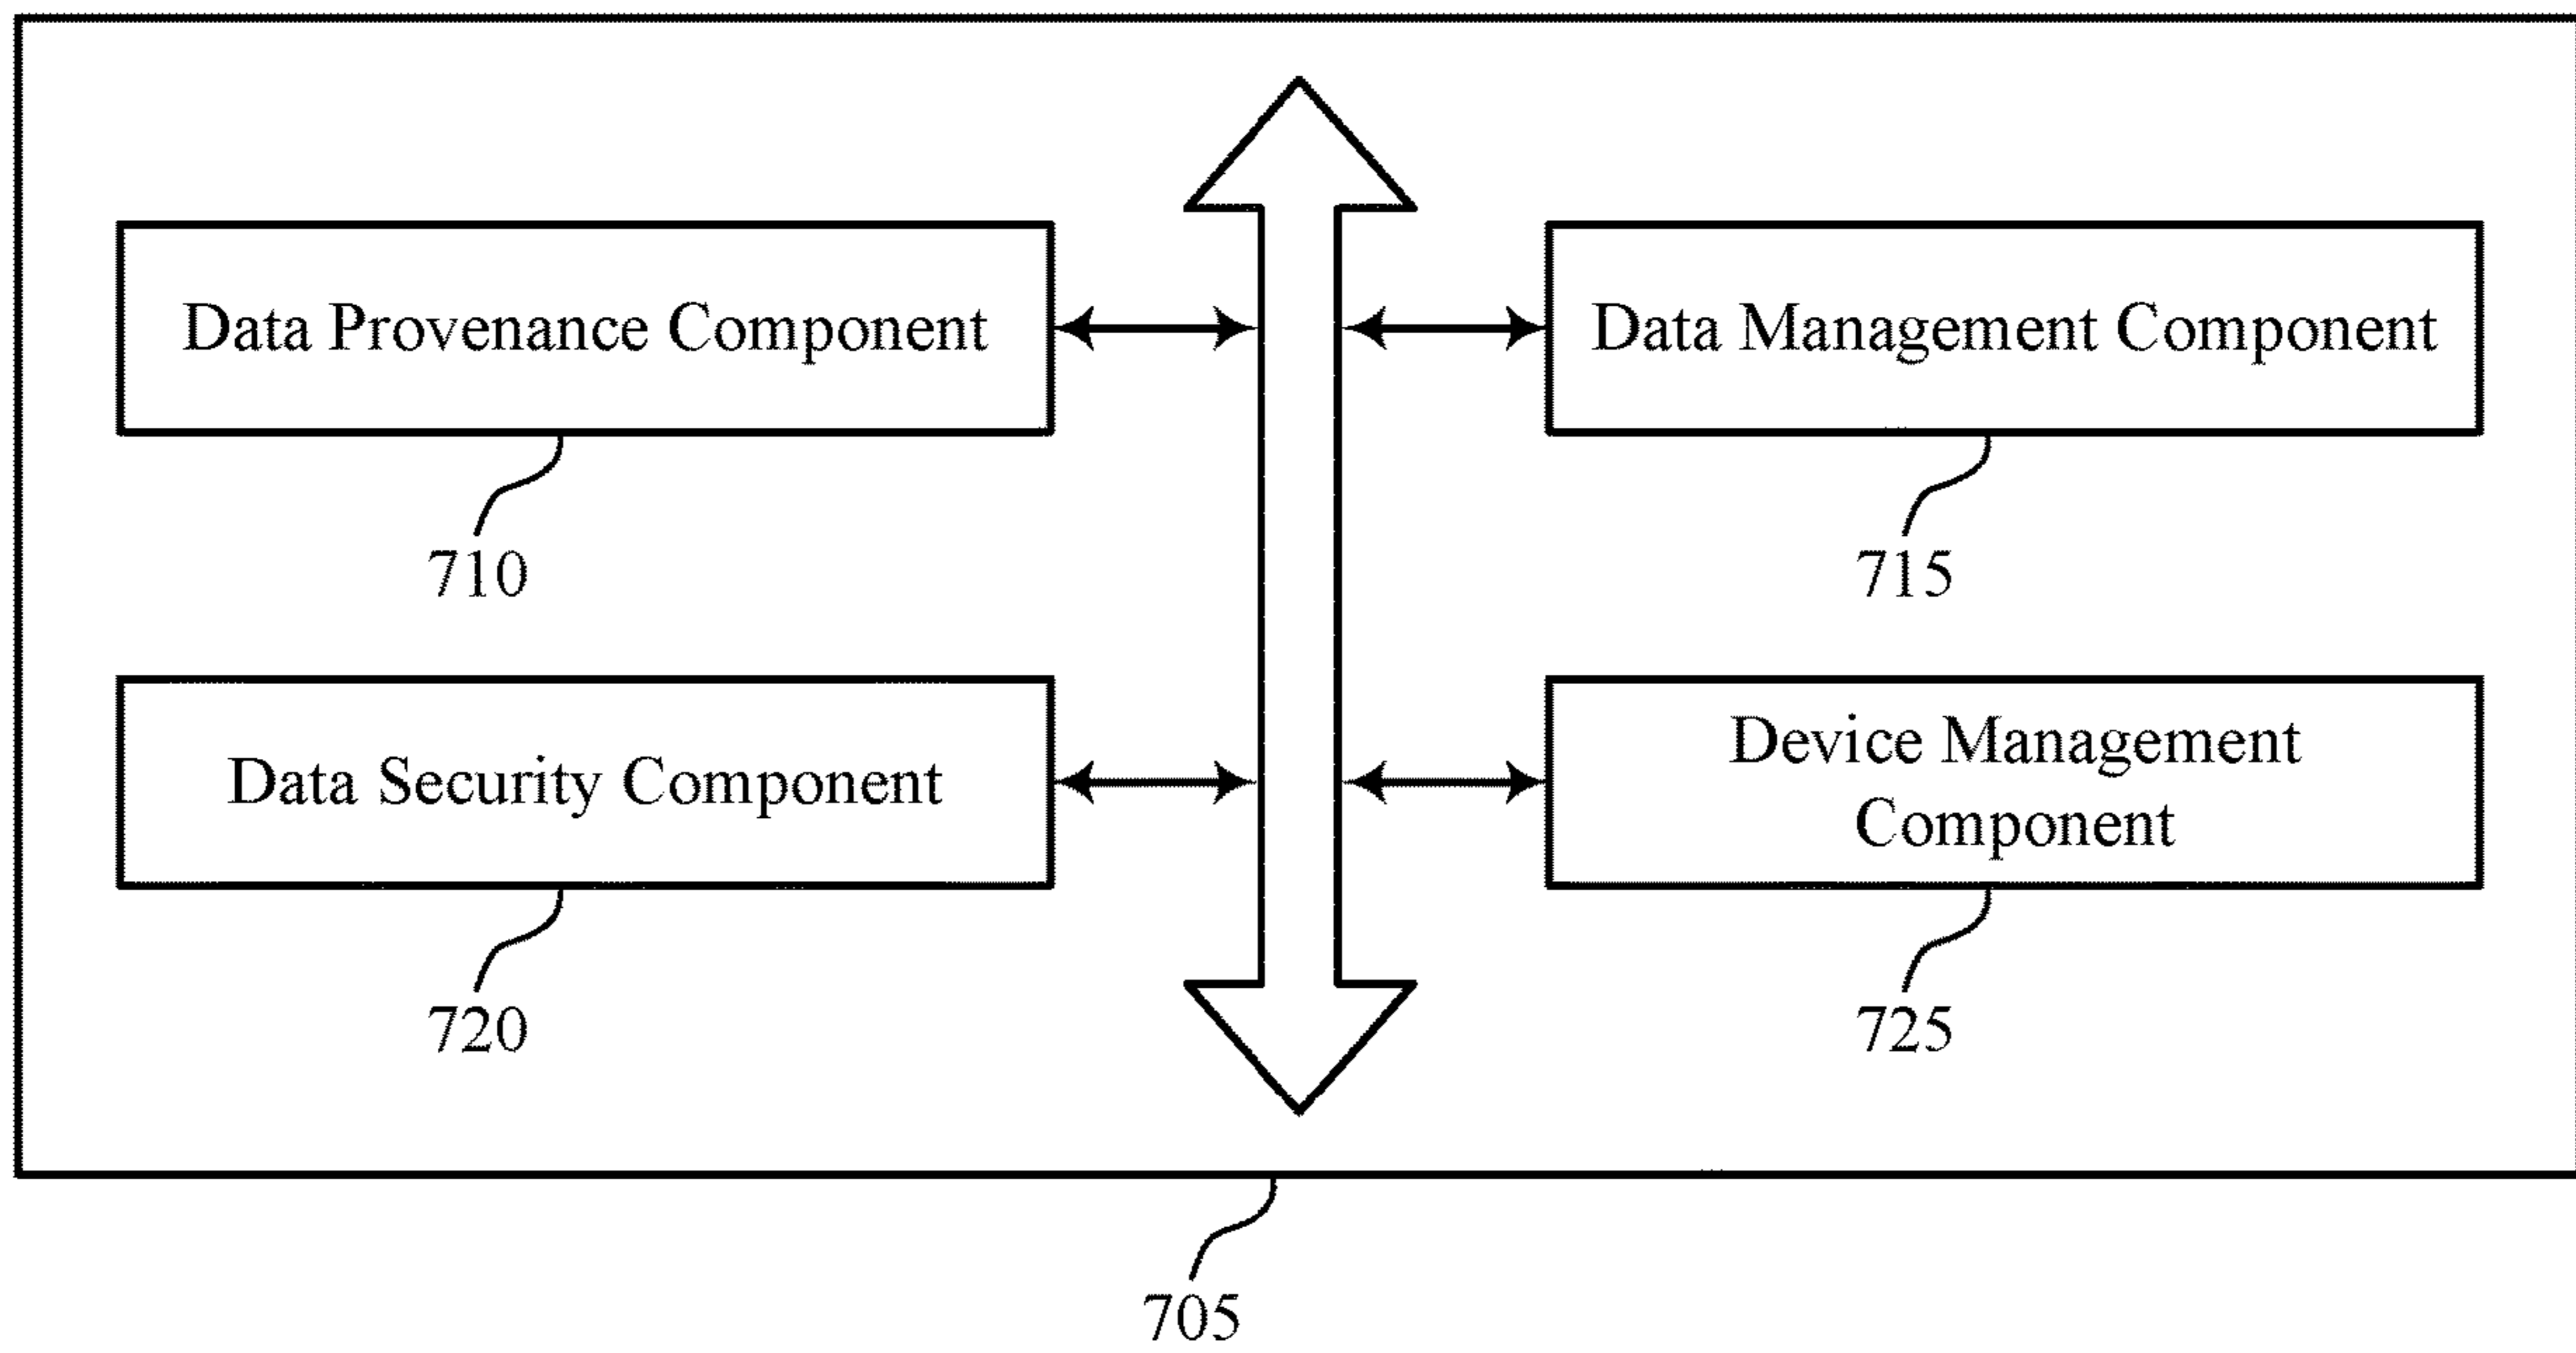 Data Provenance Component
Data Management Component
710
715
Data Security Component
Device Management
Component
720
725
705